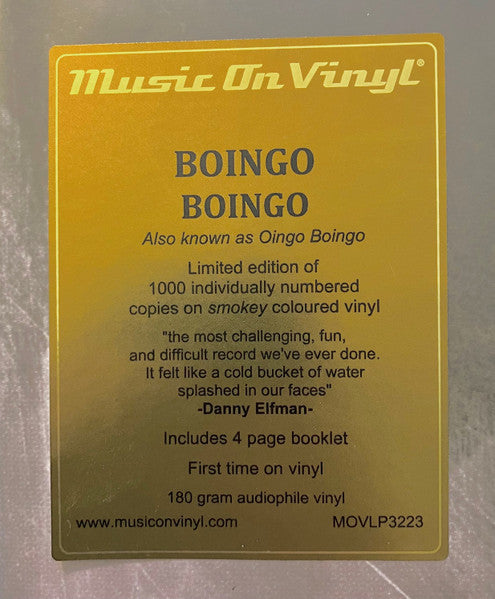 Music On Vinyl®
BOINGO
BOINGO
Also known as Oingo Boingo
Limited edition of
1000 individually numbered
copies on smokey coloured vinyl
"the most challenging, fun,
and difficult record we've ever done.
It felt like a cold bucket of water
splashed in our faces"
-Danny Elfman-
Includes 4 page booklet
First time on vinyl
180 gram audiophile vinyl
www.musiconvinyl.com MOVLP3223